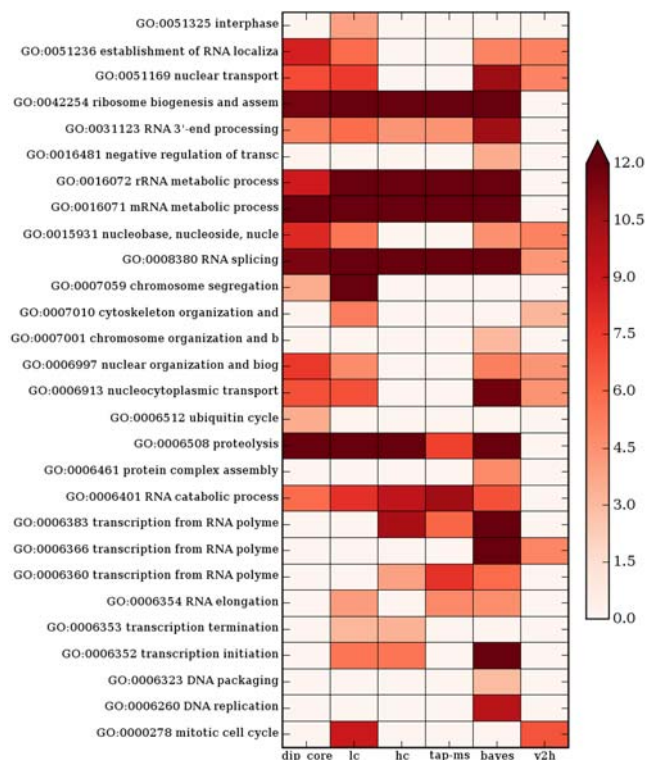 GO:0051325 interphase
GO:0051236 establishment of RNA localiza
GO:0051169 nuclear transport
GO:0042254 ribosome biogenesis and assem
GO:0031123 RNA 3'-end processing
GO:0016481 negative regulation of transc
GO:0016072 rRNA metabolic process
GO:0016071 mRNA metabolic process
GO:0015931 nucleobase, nucleoside, nucle
GO:0008380 RNA splicing
GO:0007059 chromosome segregation
GO:0007010 cytoskeleton organization and
GO:0007001 chromosome organization and b
GO:0006997 nuclear organization and biog
GO:0006913 nucleocytoplasmic transport
GO:0006512 ubiquitin cycle
GO:0006508 proteolysis
GO:0006461 protein complex assembly
GO:0006401 RNA catabolic process
GO:0006383 transcription from RNA polyme
GO:0006366 transcription from RNA polyme
GO:0006360 transcription from RNA polyme
GO:0006354 RNA elongation
GO:0006353 transcription termination
GO:0006352 transcription initiation
GO:0006323 DNA packaging
GO:0006260 DNA replication
GO:0000278 mitotic cell cycle
dip_core lc hc tap-ms bayes y2h
12.0
10.5
9.0
7.5
6.0
4.5
3.0
1.5
0.0